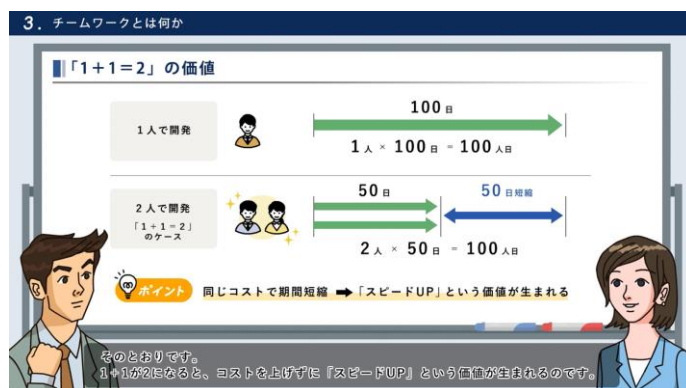 3. チームワークとは何か
「1+1=2」の価値
1人で開発
100日
1人 × 100日 = 100人日
2人で開発
「1+1=2」
のケース
50日
50日短縮
2人 × 50日 = 100人日
ポイント
同じコストで期間短縮 ➡ 「スピードUP」という価値が生まれる
そのとおりです。
1+1が2になると、コストを上げずに「スピードUP」という価値が生まれるのです。